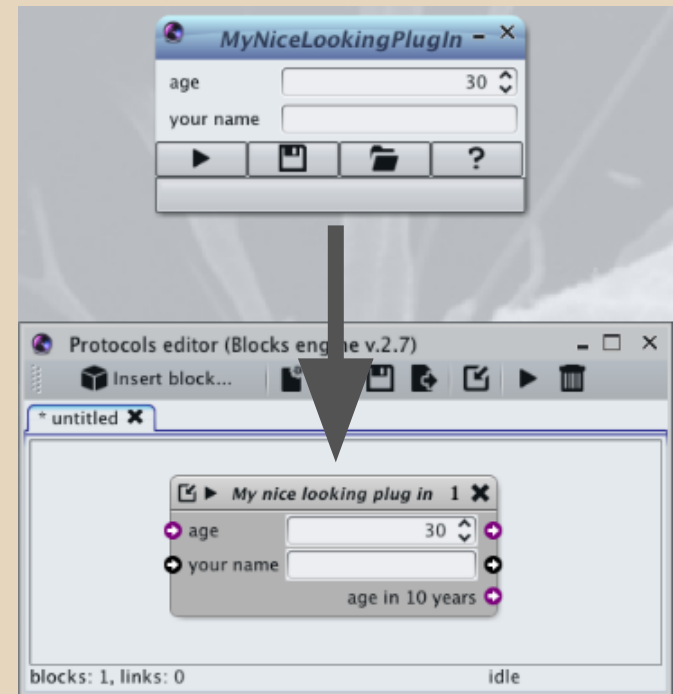 MyNiceLookingPlugIn
age 30
your name
?
Protocols editor (Blocks engine v.2.7)
Insert block...
* untitled
My nice looking plug in 1
age 30
your name
age in 10 years
blocks: 1, links: 0 idle